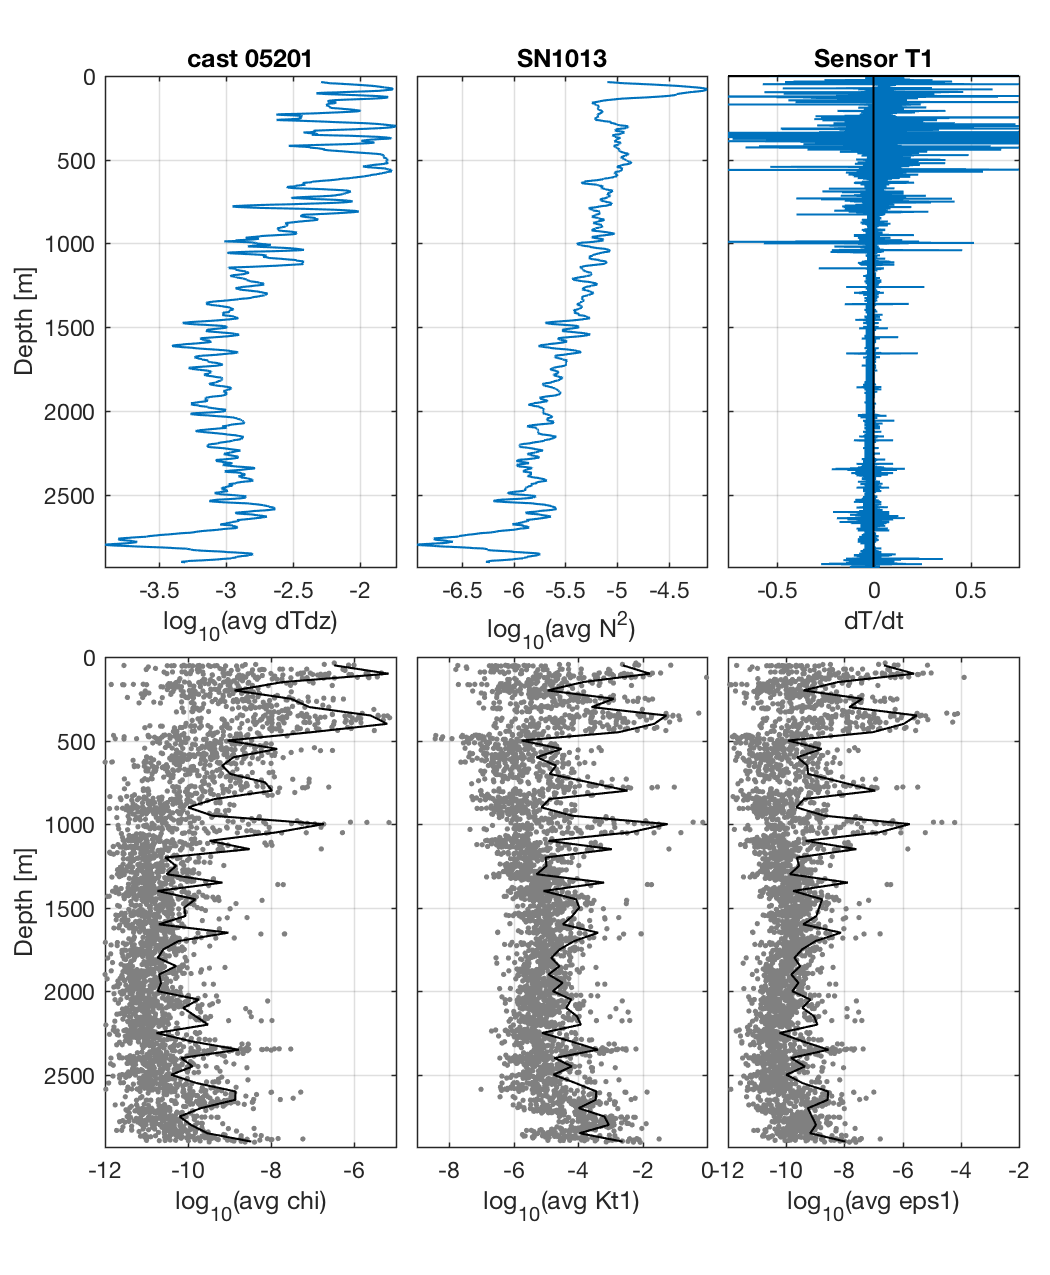 cast 05201
SN1013
Sensor T1
0
500
1000
1500
2000
2500
Depth [m]
-3.5 -3 -2.5 -2
log10(avg dTdz)
-6.5 -6 -5.5 -5 -4.5
log10(avg N2)
-0.5 0 0.5
dT/dt
0
500
1000
1500
2000
2500
Depth [m]
-12 -10 -8 -6
log10(avg chi)
-8 -6 -4 -2 0
log10(avg Kt1)
-12 -10 -8 -6 -4 -2
log10(avg eps1)